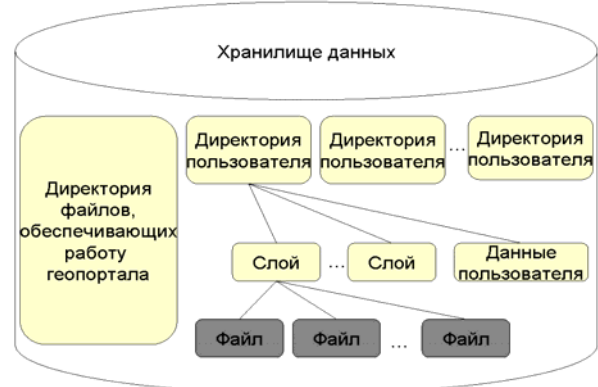 Хранилище данных
Директория
файлов,
обеспечивающих
работу
геопортала
Директория
пользователя
Директория
пользователя
...
Директория
пользователя
Слой
...
Слой
Данные
пользователя
Файл
Файл
...
Файл